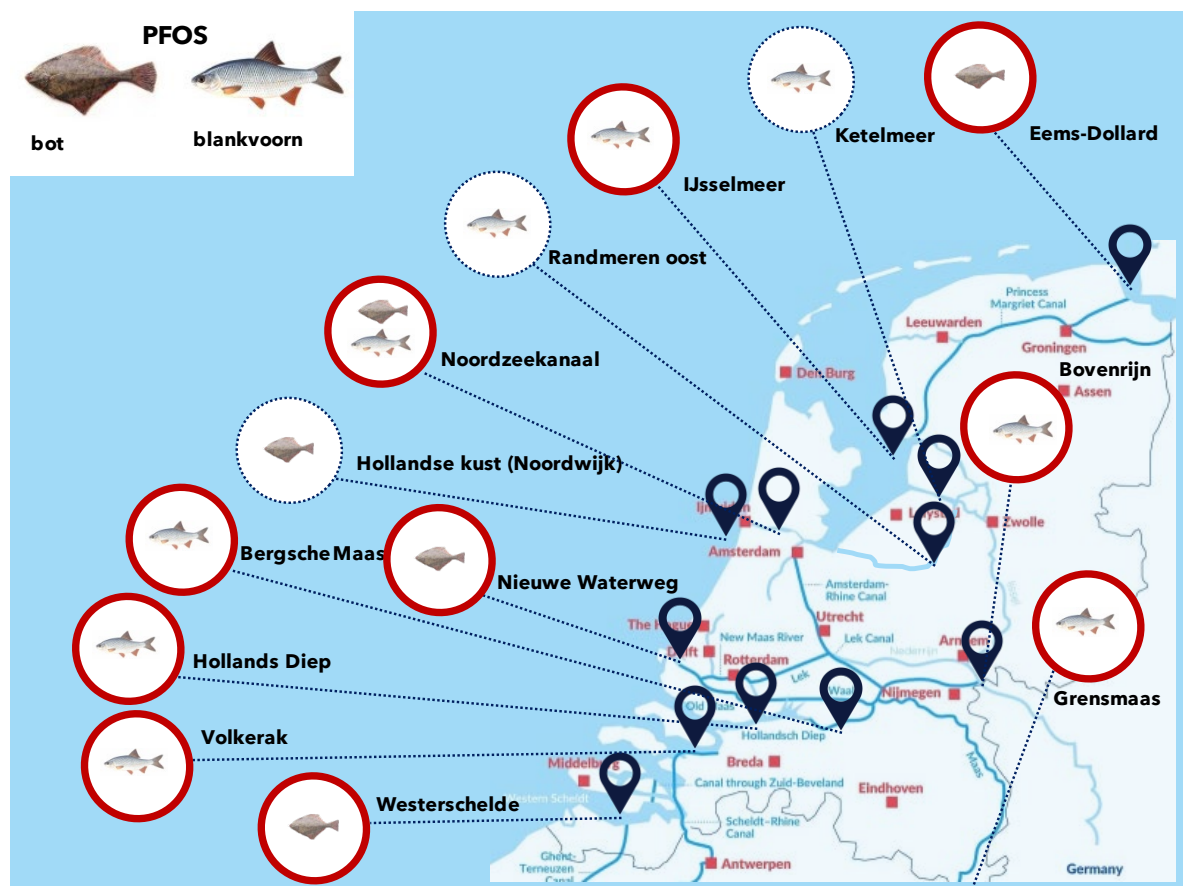 PFOS
bot
blankvoorn
Ketelmeer
Eems-Dollard
IJsselmeer
Randmeren oost
Noordzeekanaal
Hollandse kust (Noordwijk)
Bergsche Maas
Nieuwe Waterweg
Hollands Diep
Volkerak
Westerschelde
Bovenrijn
Grensmaas
Princess
Margriet Canal
Leeuwarden
Groningen
Assen
Den Burg
Zwolle
Amsterdam
Amsterdam-
Rhine Canal
Utrecht
Lek Canal
Nederrijn
New Maas River
The Hague
Delft
Rotterdam
Lek
Waal
Nijmegen
Hollandsch Diep
Breda
Maas
Eindhoven
Canal through Zuid-Beveland
Western Scheldt
Scheldt-Rhine
Canal
Ghent-
Terneuzen
Canal
Antwerpen
Germany